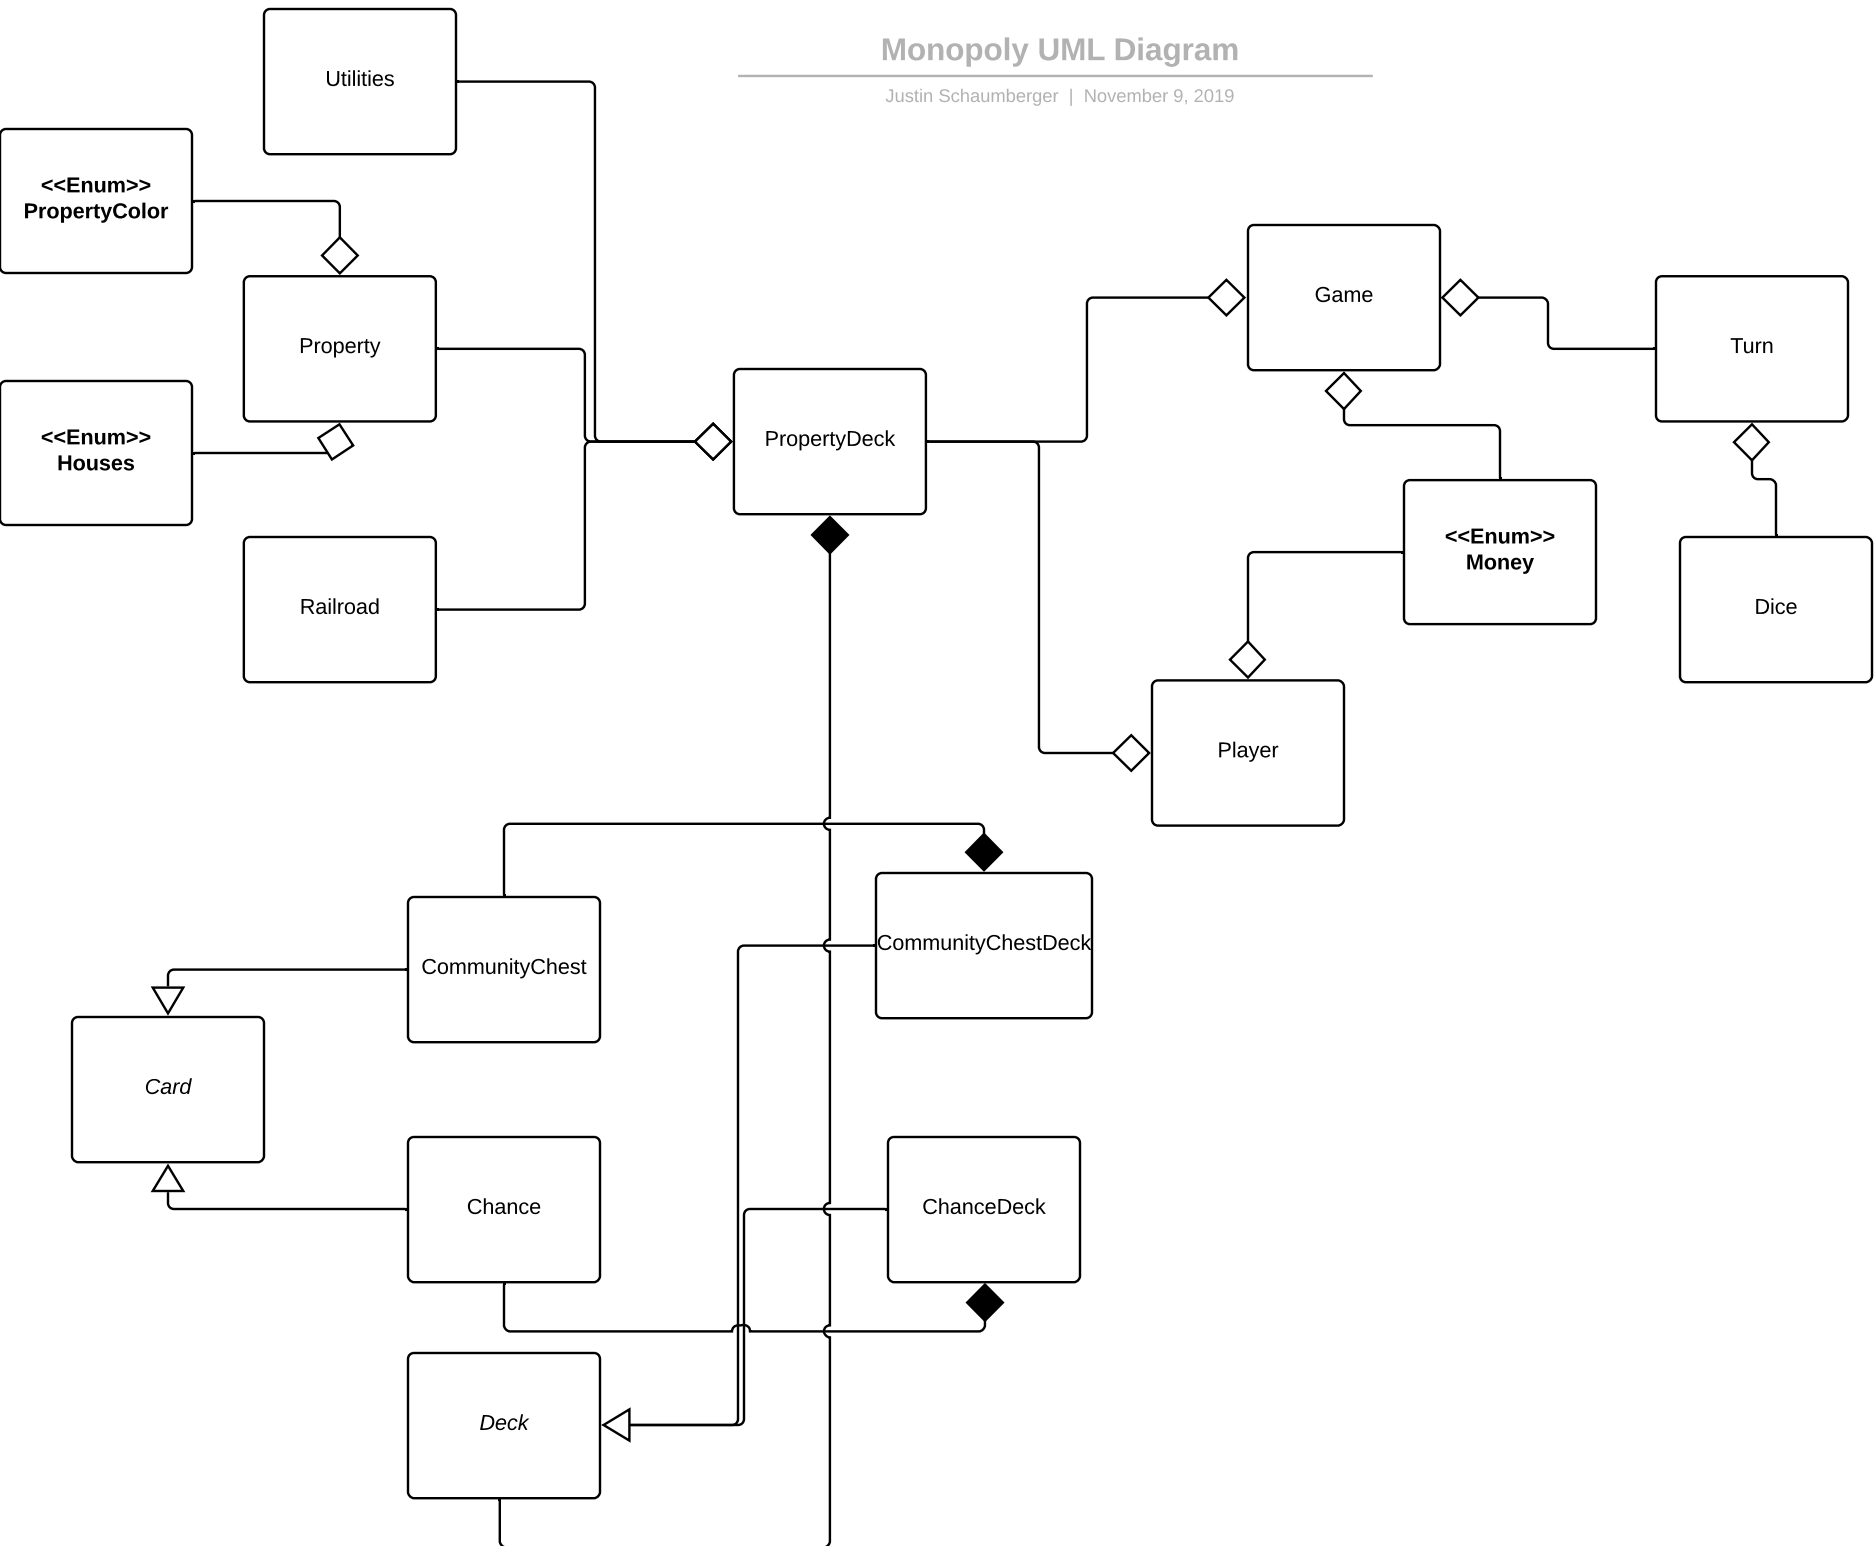 Monopoly UML Diagram
Justin Schaumberger | November 9, 2019
Utilities
<<Enum>>
PropertyColor
Property
<<Enum>>
Houses
Railroad
PropertyDeck
Game
Turn
<<Enum>>
Money
Dice
Player
CommunityChest
CommunityChestDeck
Card
Chance
ChanceDeck
Deck